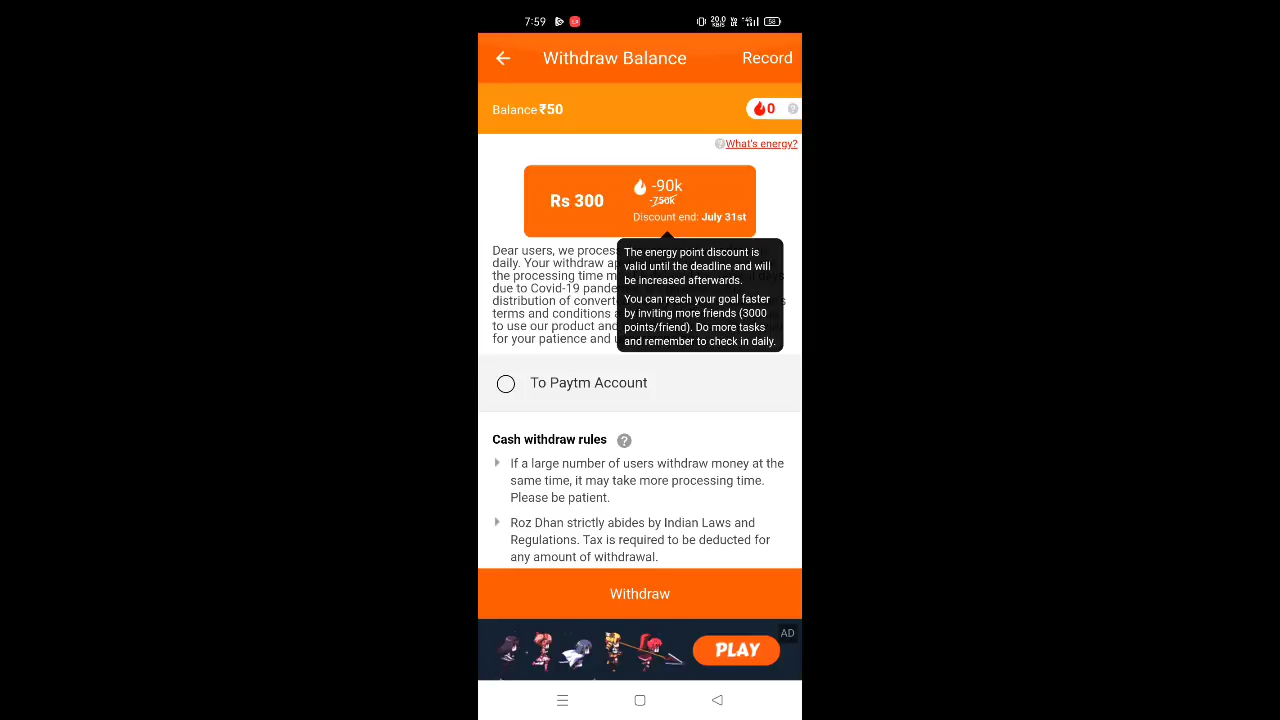 7:59
20.0
KB/S
58
Withdraw Balance
Record
Balance ₹50
0
What's energy?
Rs 300
-90k
-750k
Discount end: July 31st
The energy point discount is
valid until the deadline and will
be increased afterwards.
You can reach your goal faster
by inviting more friends (3000
points/friend). Do more tasks
and remember to check in daily.
Dear users, we process
daily. Your withdraw
the processing time
due to Covid-19
distribution of
terms and conditions
to use our product and
for your patience and
To Paytm Account
Cash withdraw rules ?
If a large number of users withdraw money at the
same time, it may take more processing time.
Please be patient.
Roz Dhan strictly abides by Indian Laws and
Regulations. Tax is required to be deducted for
any amount of withdrawal.
Withdraw
PLAY
AD